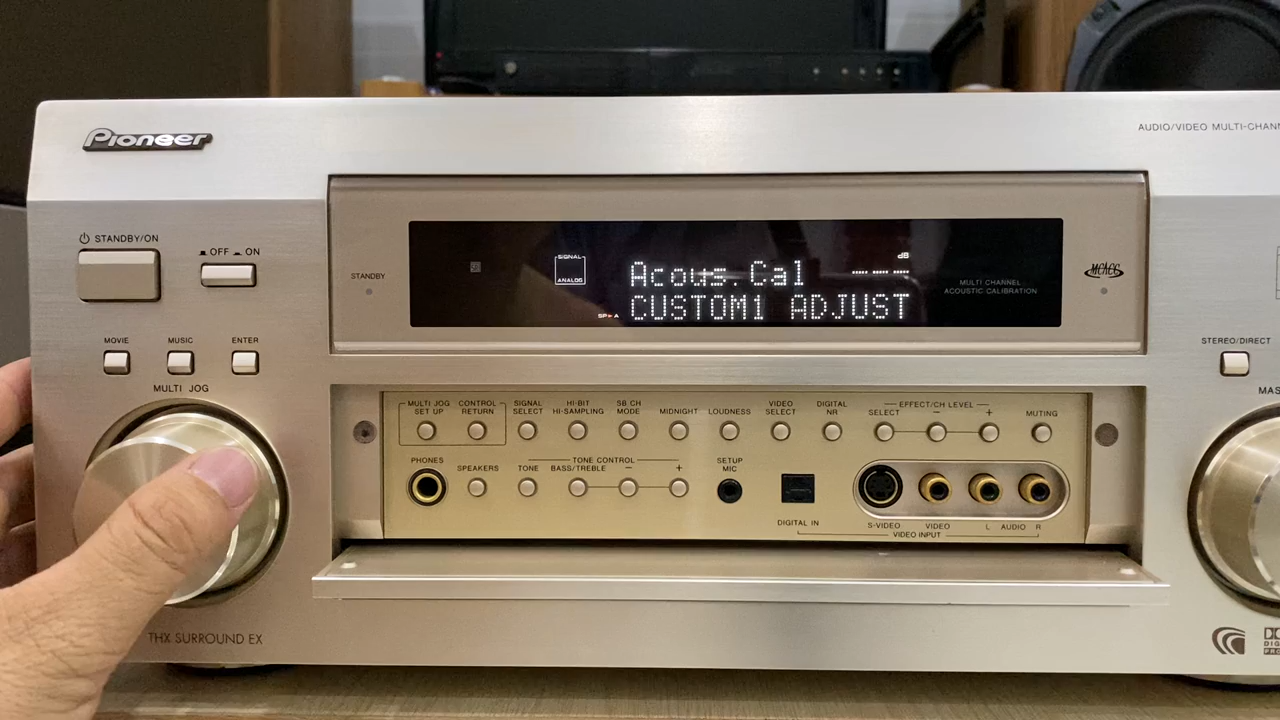 Pioneer
AUDIO/VIDEO MULTI-CHANN
STANDBY/ON
OFF ON
STANDBY
SIGNAL
ANALOG
SP▶A
dB
Acous.Cal --- --- ---
CUSTOM1 ADJUST
MULTI CHANNEL
ACOUSTIC CALIBRATION
MCACC
MOVIE MUSIC ENTER
MULTI JOG
STEREO/DIRECT
MAS
MULTI JOG
SET UP
CONTROL
RETURN
SIGNAL
SELECT
HI-BIT
HI-SAMPLING
SB CH
MODE
MIDNIGHT
LOUDNESS
VIDEO
SELECT
DIGITAL
NR
EFFECT/CH LEVEL
SELECT − +
MUTING
PHONES
SPEAKERS
TONE CONTROL
TONE BASS/TREBLE − +
SETUP
MIC
DIGITAL IN
S-VIDEO VIDEO L AUDIO R
VIDEO INPUT
THX SURROUND EX